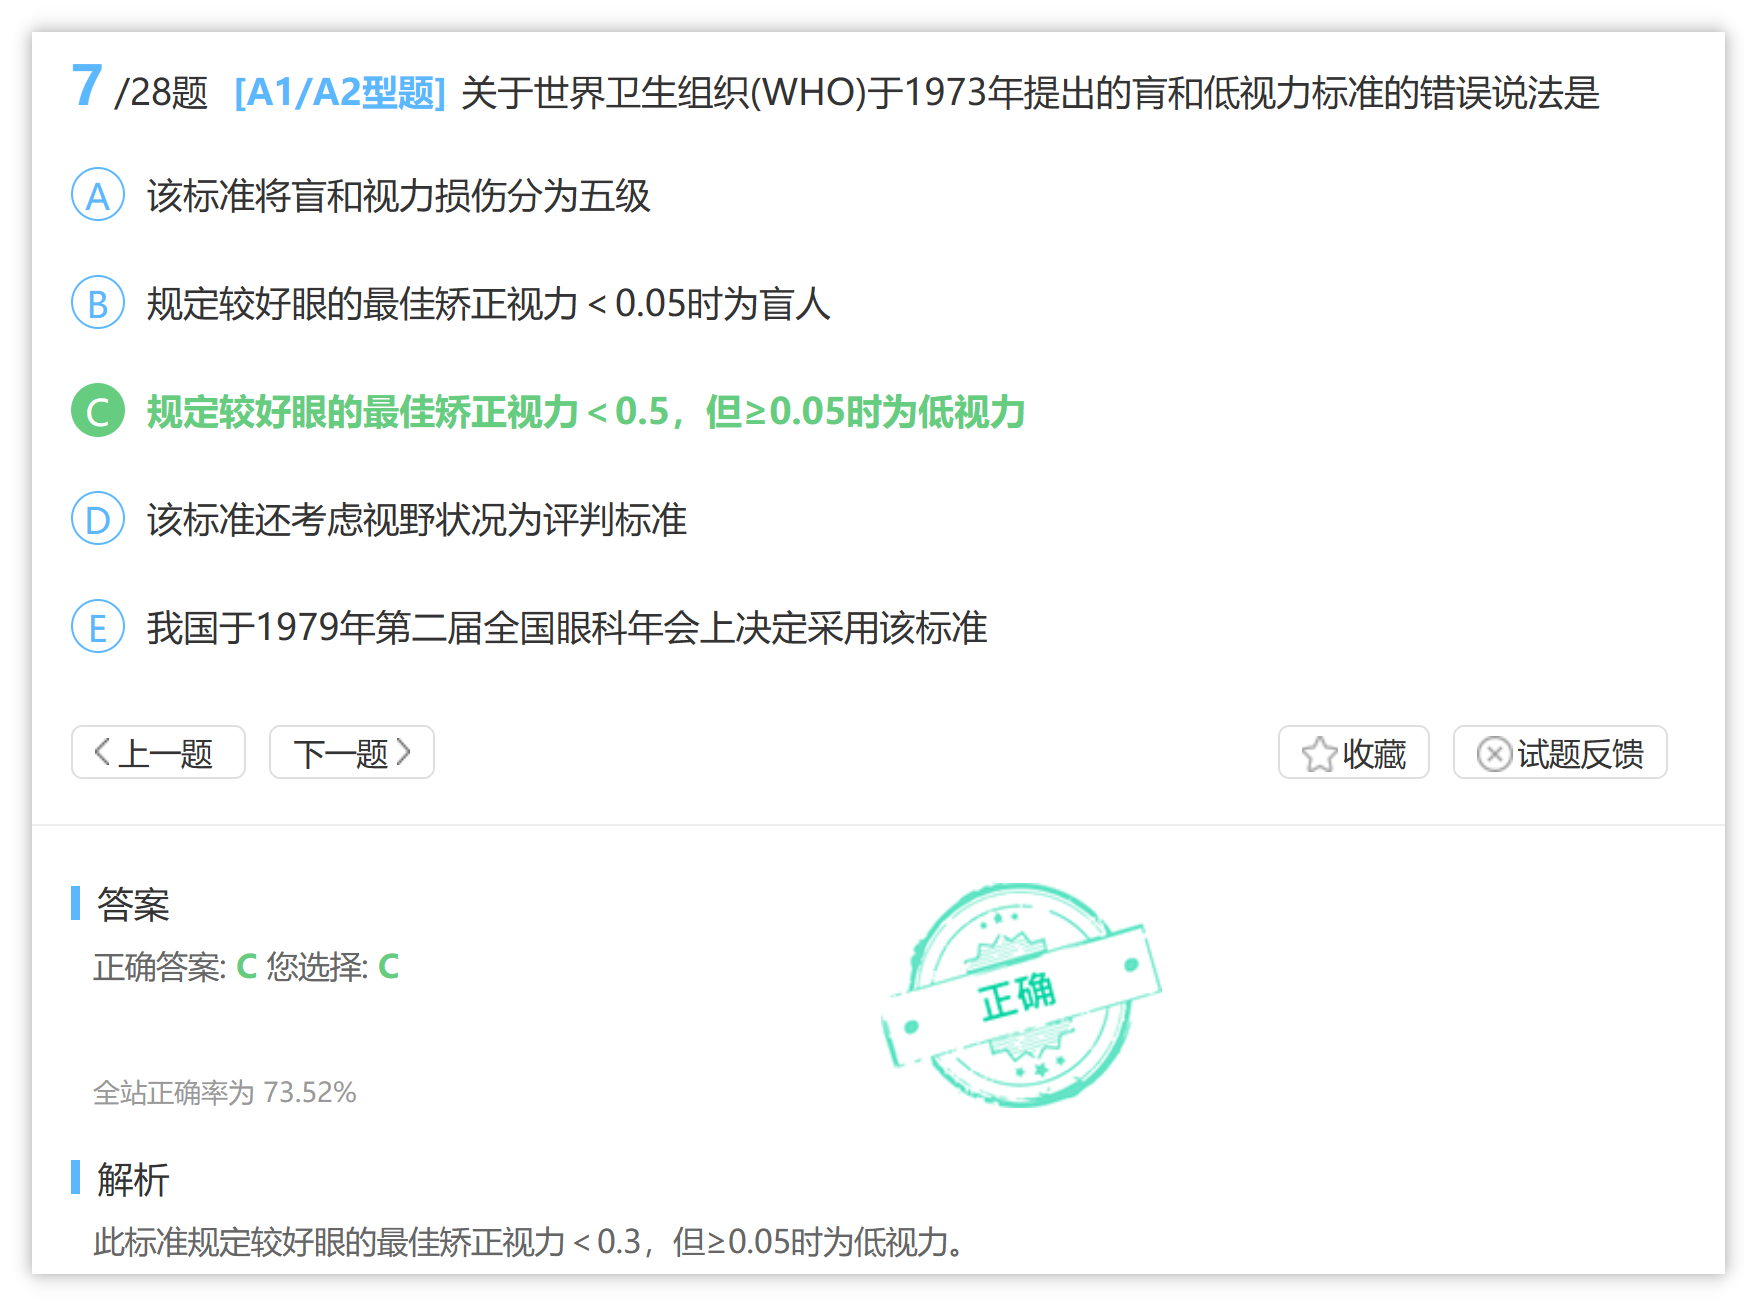 7 /28题 [A1/A2型题] 关于世界卫生组织(WHO)于1973年提出的肓和低视力标准的错误说法是
A 该标准将盲和视力损伤分为五级
B 规定较好眼的最佳矫正视力＜0.05时为盲人
C 规定较好眼的最佳矫正视力＜0.5，但≥0.05时为低视力
D 该标准还考虑视野状况为评判标准
E 我国于1979年第二届全国眼科年会上决定采用该标准
上一题 下一题 收藏 试题反馈
答案
正确答案: C 您选择: C
正确
全站正确率为 73.52%
解析
此标准规定较好眼的最佳矫正视力＜0.3，但≥0.05时为低视力。